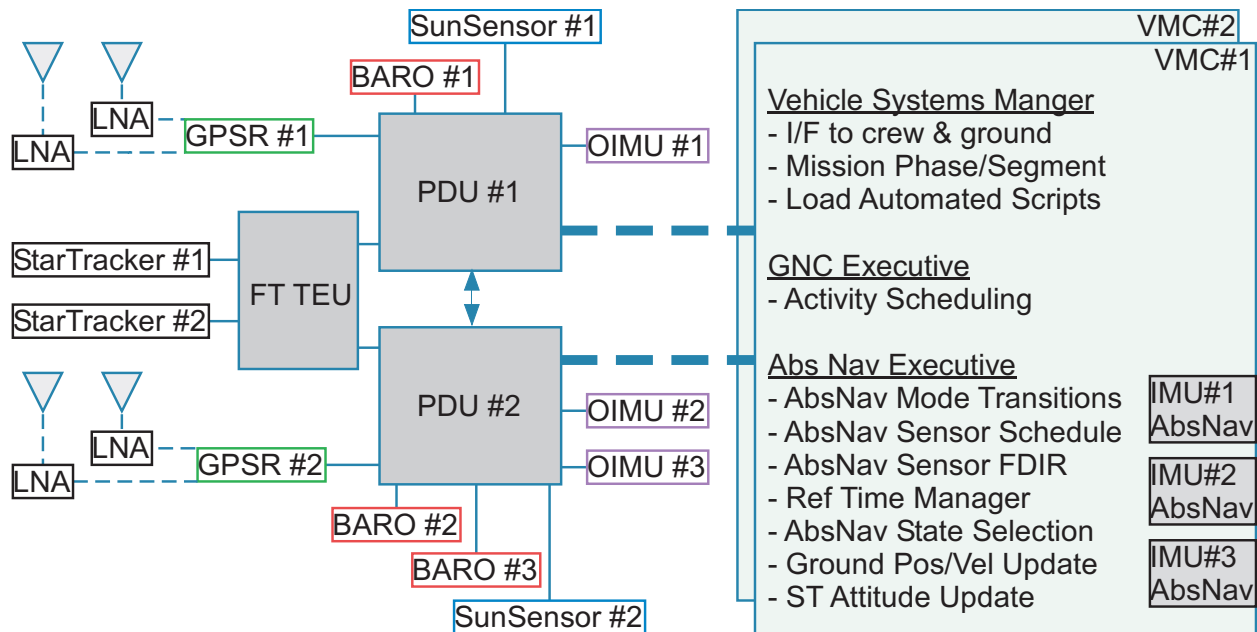 SunSensor #1
VMC#2
VMC#1
BARO #1
LNA
LNA
GPSR #1
OIMU #1
PDU #1
StarTracker #1
StarTracker #2
FT TEU
PDU #2
LNA
LNA
GPSR #2
OIMU #2
OIMU #3
BARO #2
BARO #3
SunSensor #2
Vehicle Systems Manger
- I/F to crew & ground
- Mission Phase/Segment
- Load Automated Scripts
GNC Executive
- Activity Scheduling
Abs Nav Executive
- AbsNav Mode Transitions
- AbsNav Sensor Schedule
- AbsNav Sensor FDIR
- Ref Time Manager
- AbsNav State Selection
- Ground Pos/Vel Update
- ST Attitude Update
IMU#1
AbsNav
IMU#2
AbsNav
IMU#3
AbsNav